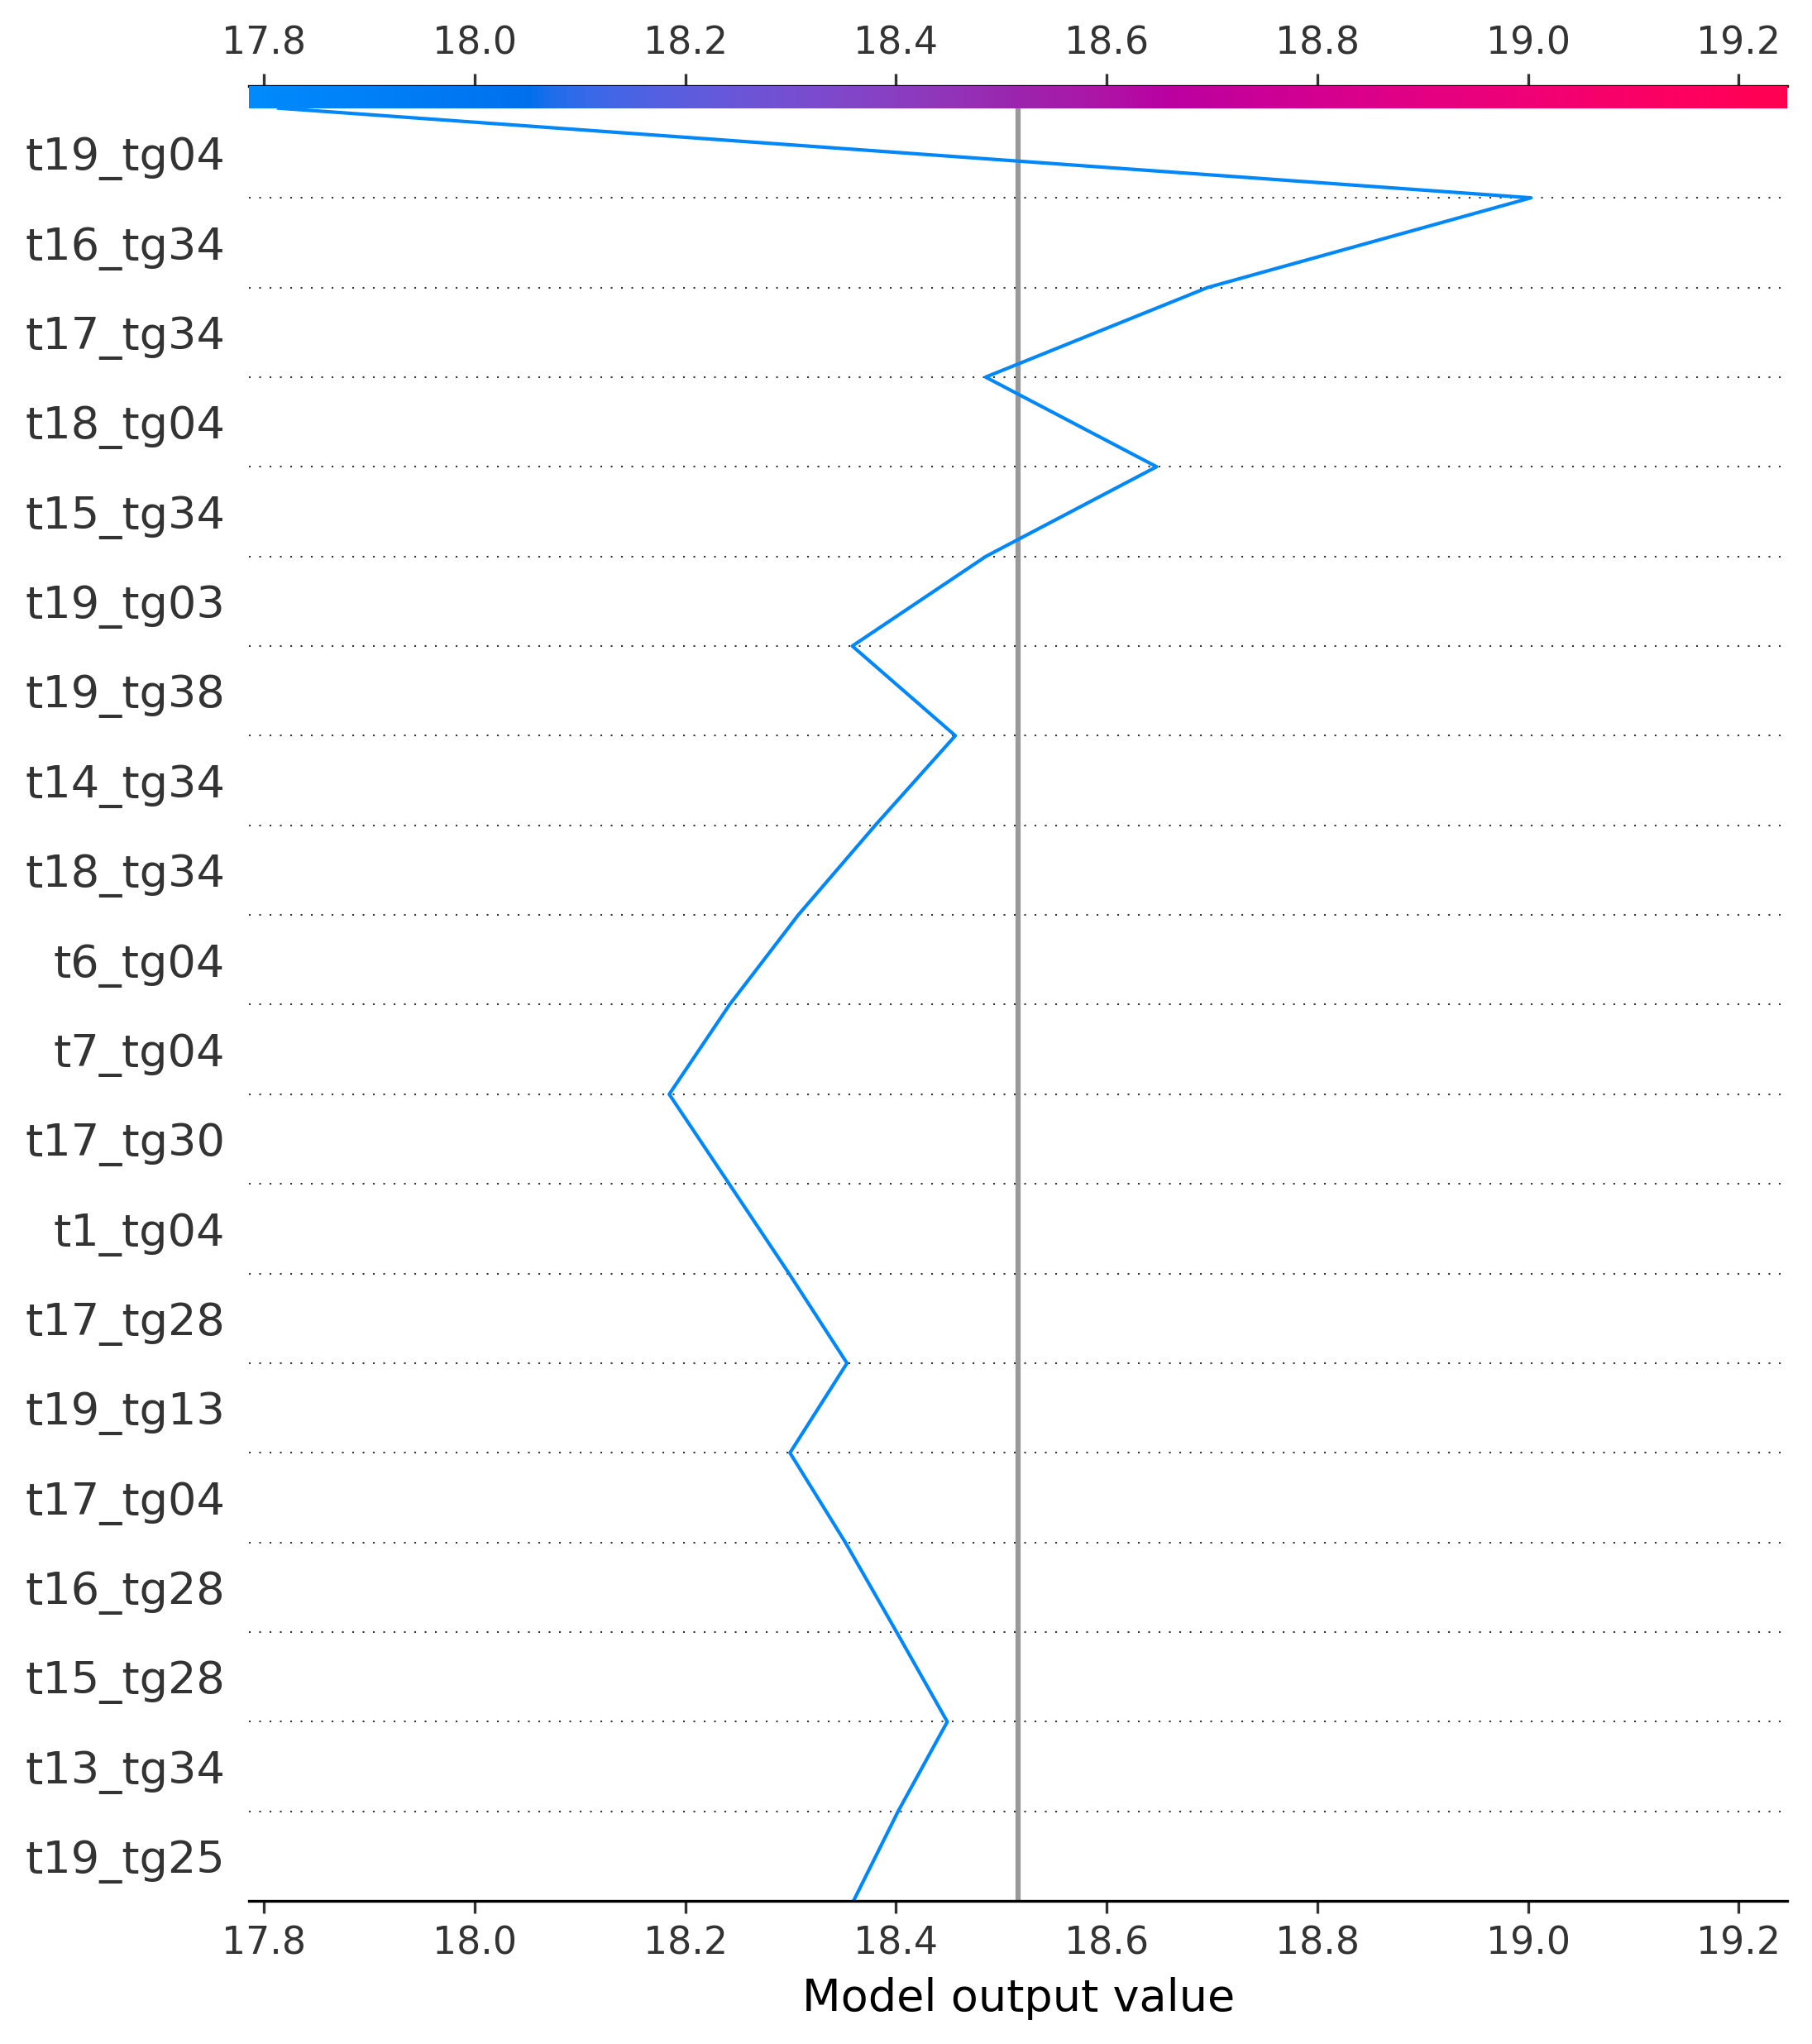 17.8 18.0 18.2 18.4 18.6 18.8 19.0 19.2
t19_tg04
t16_tg34
t17_tg34
t18_tg04
t15_tg34
t19_tg03
t19_tg38
t14_tg34
t18_tg34
t6_tg04
t7_tg04
t17_tg30
t1_tg04
t17_tg28
t19_tg13
t17_tg04
t16_tg28
t15_tg28
t13_tg34
t19_tg25
17.8 18.0 18.2 18.4 18.6 18.8 19.0 19.2
Model output value